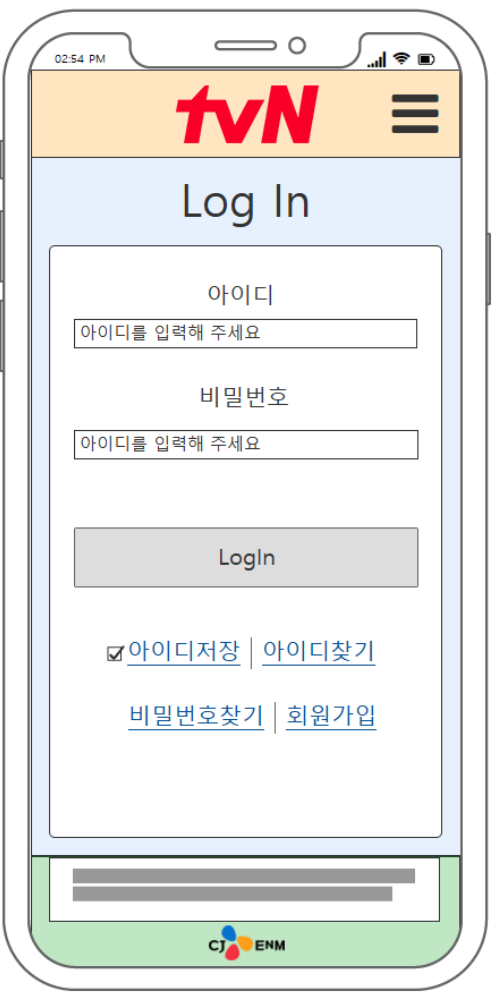 02:54 PM
tvN
Log In
아이디
아이디를 입력해 주세요
비밀번호
아이디를 입력해 주세요
LogIn
아이디저장 | 아이디찾기
비밀번호찾기 | 회원가입
CJ ENM